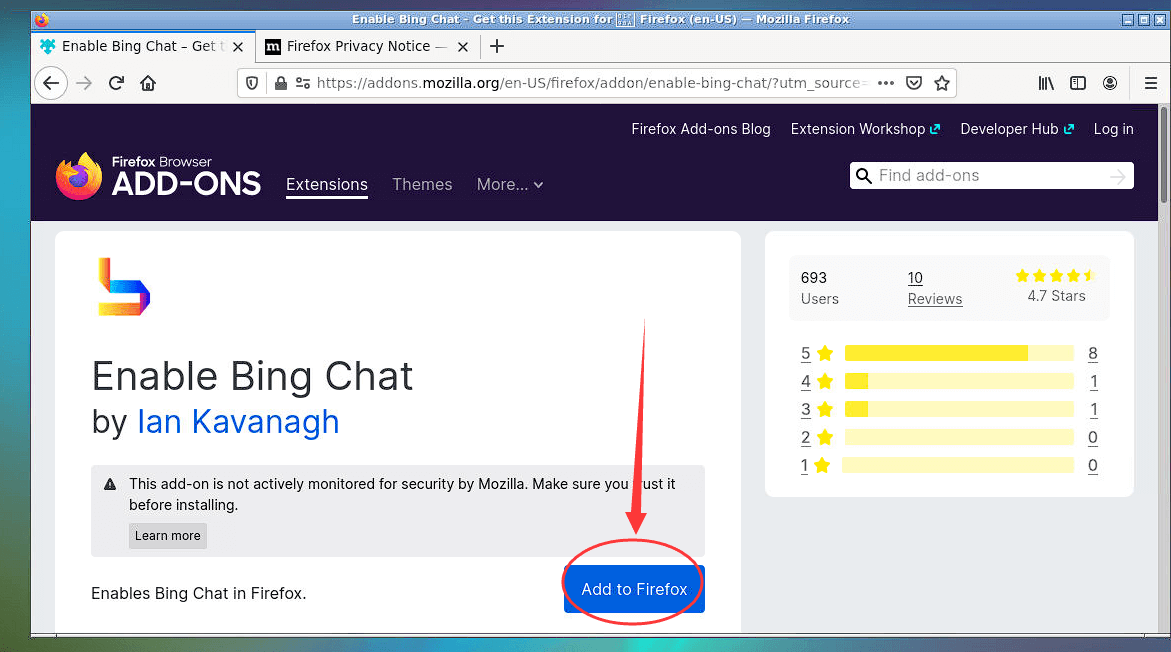 Enable Bing Chat – Get this Extension for Firefox (en-US) — Mozilla Firefox
Enable Bing Chat – Get t
Firefox Privacy Notice —
https://addons.mozilla.org/en-US/firefox/addon/enable-bing-chat/?utm_source=
Firefox Add-ons Blog Extension Workshop Developer Hub Log in
Firefox Browser
ADD-ONS
Extensions Themes More...
Find add-ons
Enable Bing Chat
by Ian Kavanagh
This add-on is not actively monitored for security by Mozilla. Make sure you trust it
before installing.
Learn more
Enables Bing Chat in Firefox.
Add to Firefox
693 10
Users Reviews 4.7 Stars
5 8
4 1
3 1
2 0
1 0